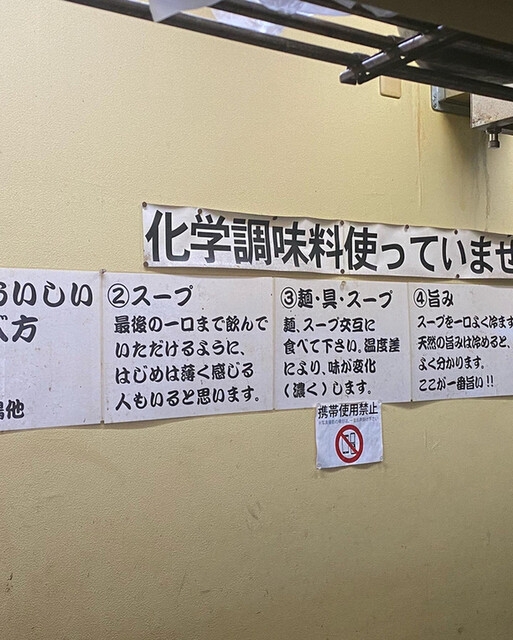 化学調味料使っていませ
おいしい
べ方
鶏他
②スープ
最後の一口まで飲んで
いただけるように、
はじめは薄く感じる
人もいると思います。
③麺・具・スープ
麺、スープ交互に
食べて下さい。温度差
により、味が変化
(濃く)します。
④旨み
スープを一口よく冷ます
天然の旨みは冷めると、
よく分かります。
ここが一番旨い!!
携帯使用禁止